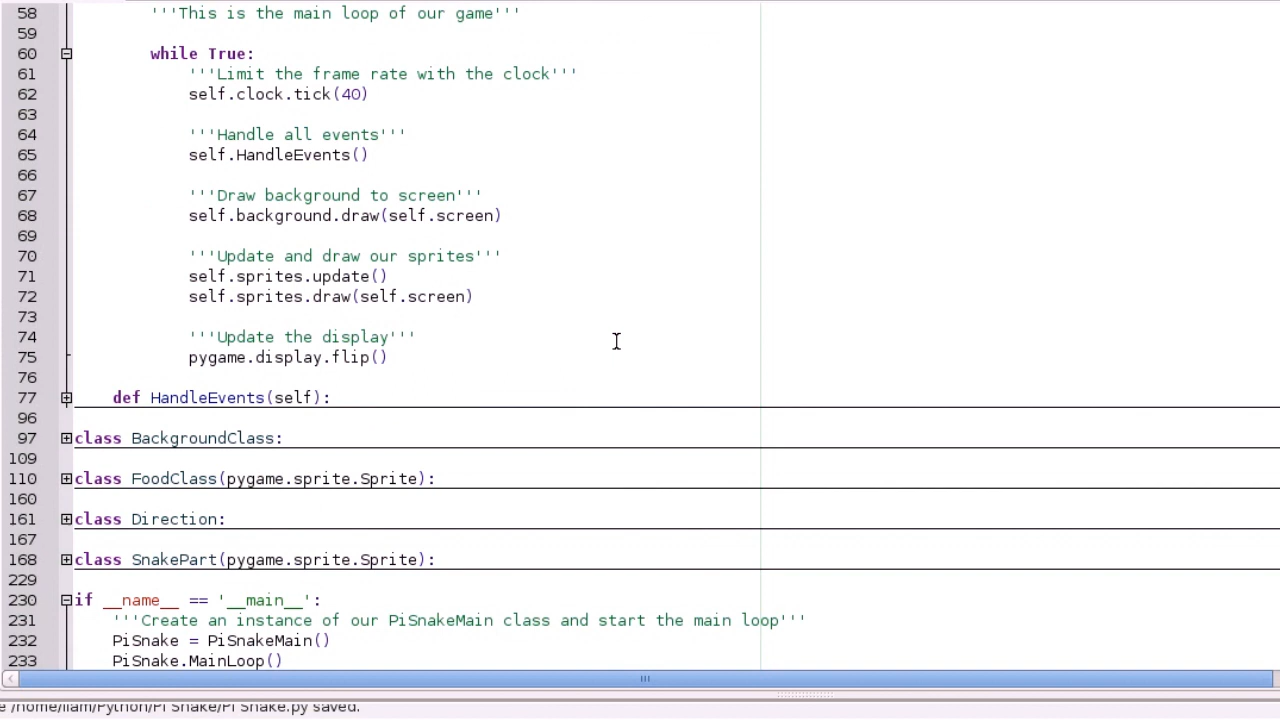 58 '''This is the main loop of our game'''
59
60 while True:
61 '''Limit the frame rate with the clock'''
62 self.clock.tick(40)
63
64 '''Handle all events'''
65 self.HandleEvents()
66
67 '''Draw background to screen'''
68 self.background.draw(self.screen)
69
70 '''Update and draw our sprites'''
71 self.sprites.update()
72 self.sprites.draw(self.screen)
73
74 '''Update the display'''
75 pygame.display.flip()
76
77 def HandleEvents(self):
96
97 class BackgroundClass:
109
110 class FoodClass(pygame.sprite.Sprite):
160
161 class Direction:
167
168 class SnakePart(pygame.sprite.Sprite):
229
230 if __name__ == '__main__':
231 '''Create an instance of our PiSnakeMain class and start the main loop'''
232 PiSnake = PiSnakeMain()
233 PiSnake.MainLoop()
e /home/liam/Python/Pi Snake/Pi Snake.py saved.